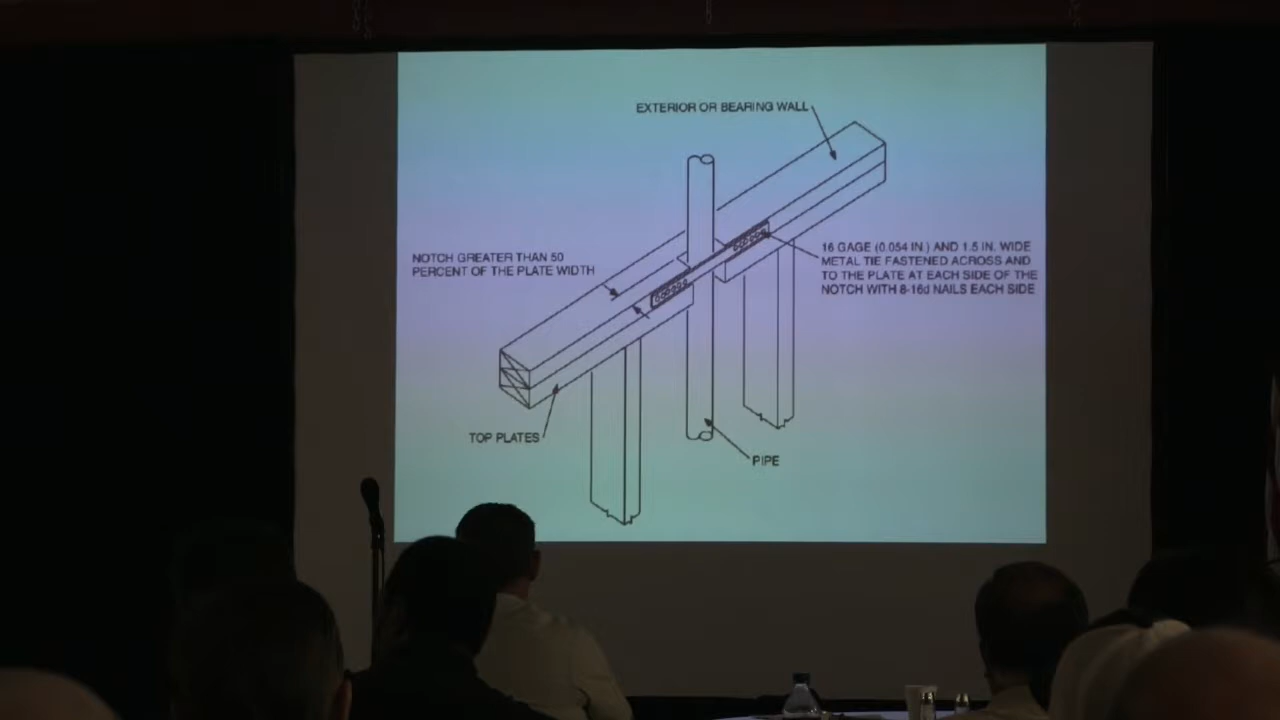 EXTERIOR OR BEARING WALL
NOTCH GREATER THAN 50
PERCENT OF THE PLATE WIDTH
16 GAGE (0.054 IN.) AND 1.5 IN. WIDE
METAL TIE FASTENED ACROSS AND
TO THE PLATE AT EACH SIDE OF THE
NOTCH WITH 8-16d NAILS EACH SIDE
TOP PLATES
PIPE